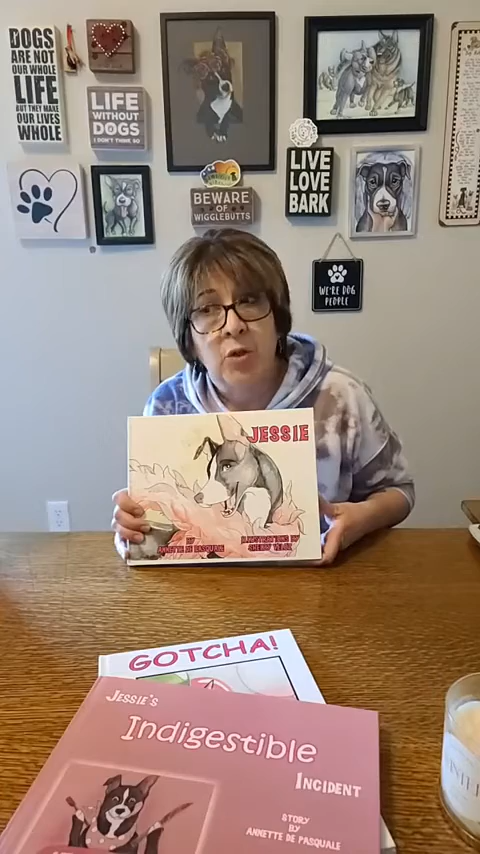 DOGS
ARE NOT
OUR WHOLE
LIFE
BUT THEY MAKE
OUR LIVES
WHOLE
LIFE
WITHOUT
DOGS
I DON'T THINK SO
BEWARE
OF
WIGGLEBUTTS
LIVE
LOVE
BARK
WE'RE DOG
PEOPLE
JESSIE
BY
ANNETTE DE PASQUALE
ILLUSTRATIONS BY
SHERRY VELOZ
GOTCHA!
JESSIE'S
Indigestible
INCIDENT
STORY
BY
ANNETTE DE PASQUALE